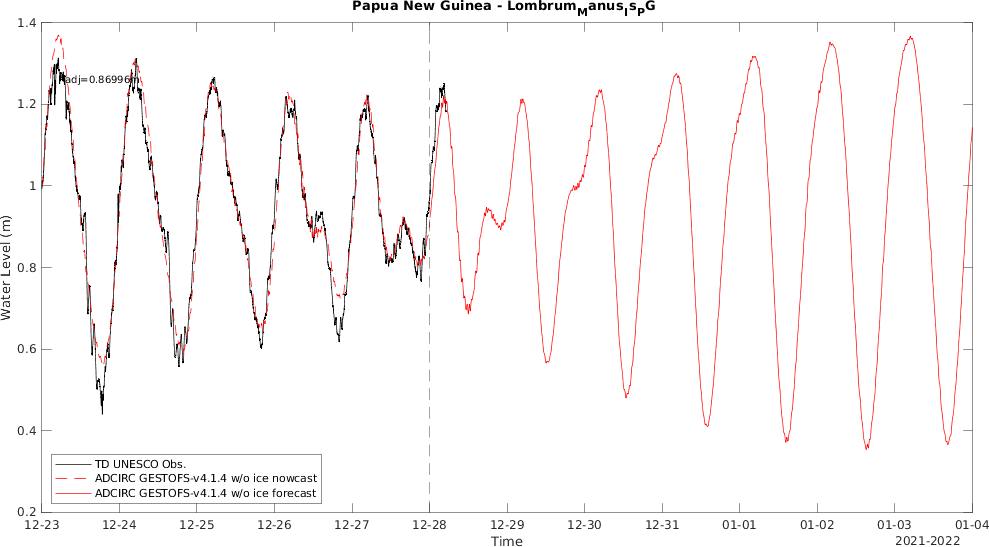 Papua New Guinea - LombrumManusIsPG
1.4
1.2
1
0.8
0.6
0.4
0.2
Water Level (m)
adj=0.86996m
TD UNESCO Obs.
ADCIRC GESTOFS-v4.1.4 w/o ice nowcast
ADCIRC GESTOFS-v4.1.4 w/o ice forecast
12-23 12-24 12-25 12-26 12-27 12-28 12-29 12-30 12-31 01-01 01-02 01-03 01-04
Time
2021-2022